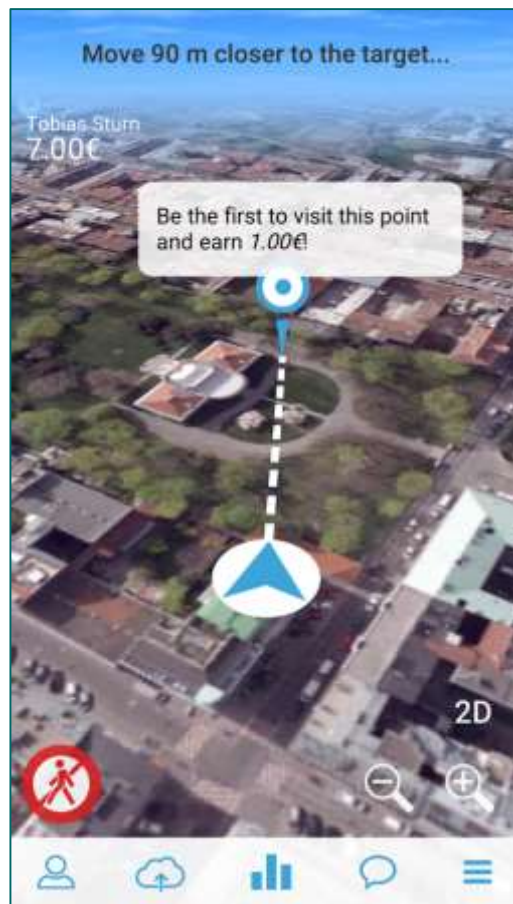 Move 90 m closer to the target...
Tobias Sturn
7.00€
Be the first to visit this point
and earn 1.00€!
2D